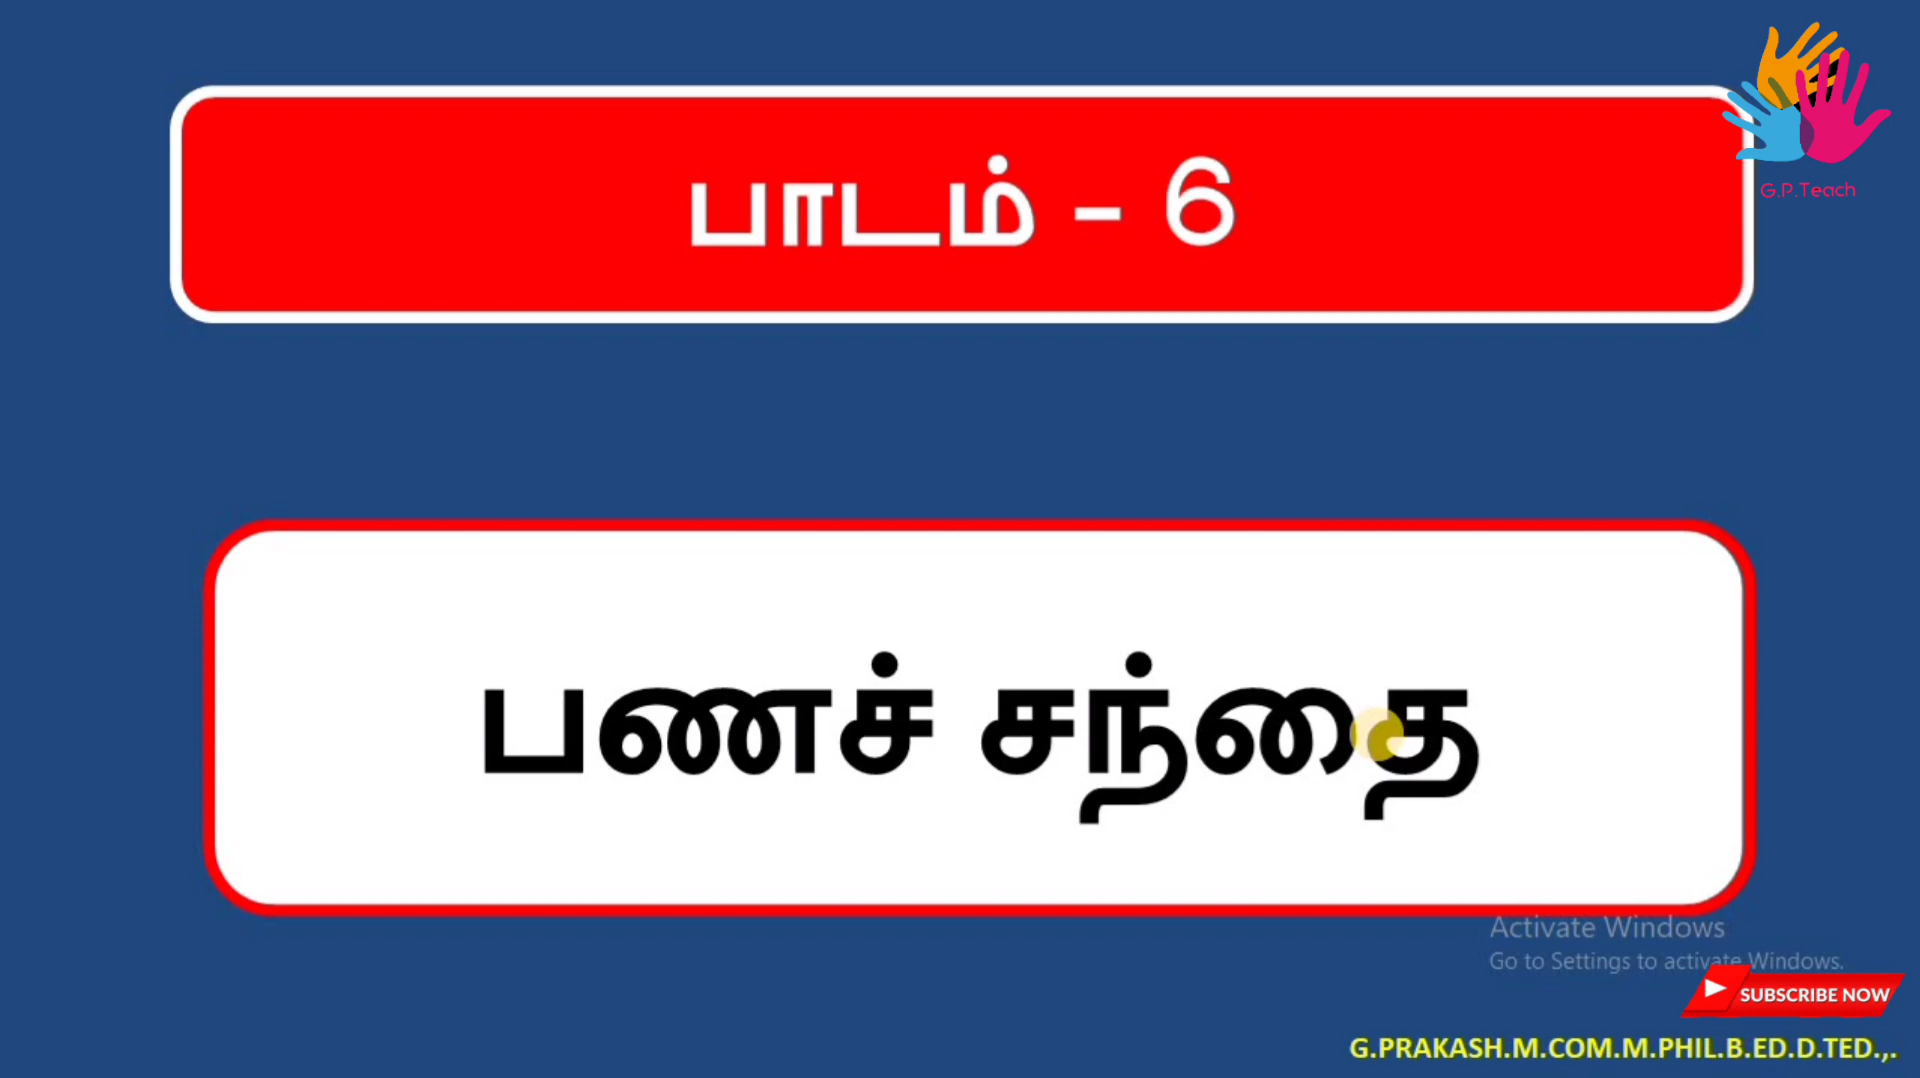 பாடம் - 6
G.P.Teach
பணச் சந்தை
Activate Windows
Go to Settings to activate Windows.
SUBSCRIBE NOW
G.PRAKASH.M.COM.M.PHIL.B.ED.D.TED.,.